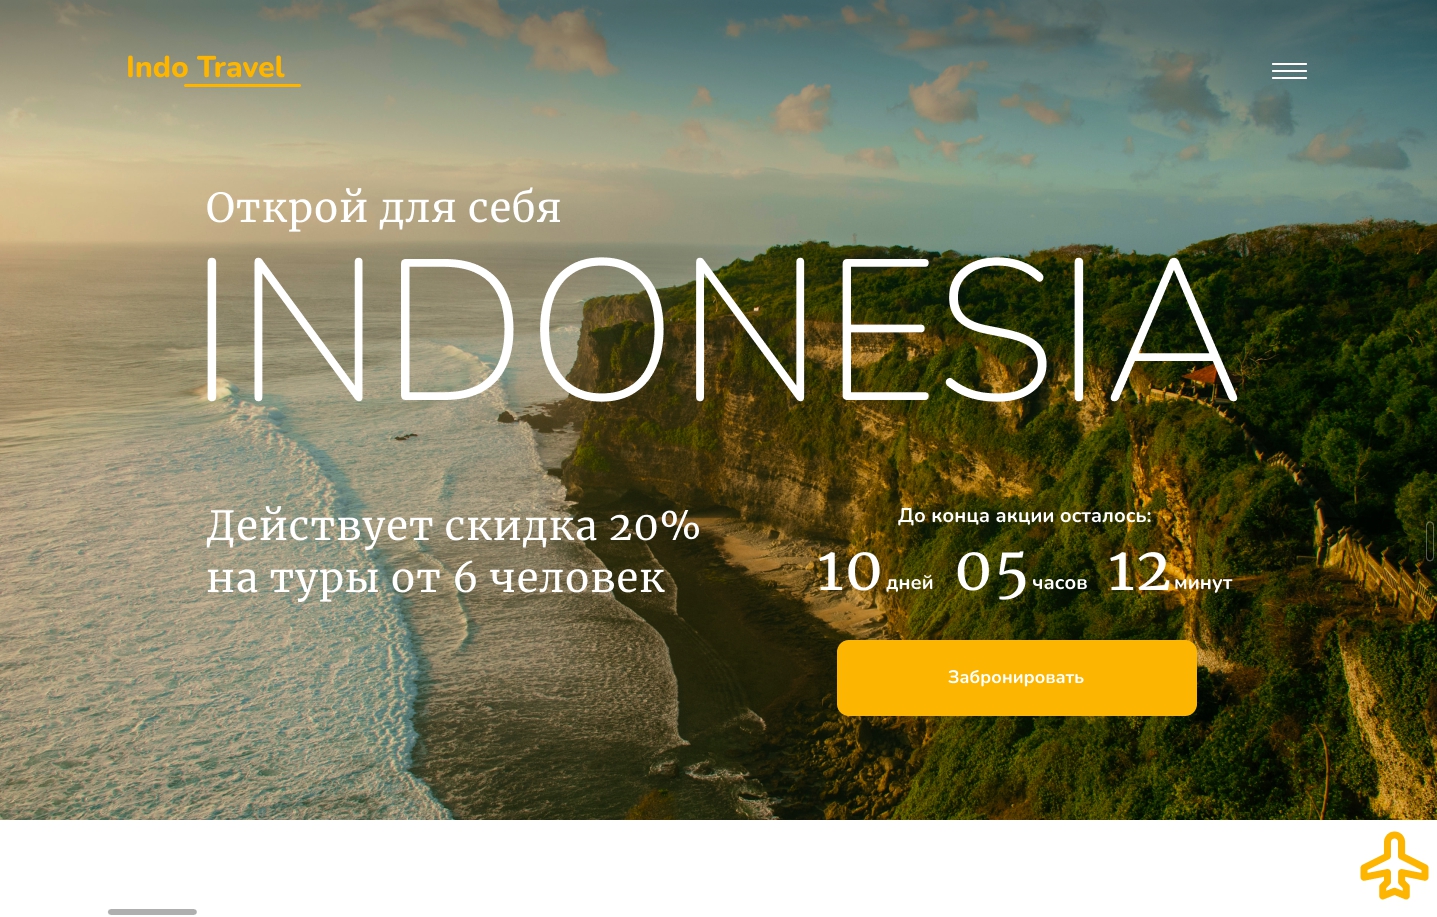 Indo Travel
Открой для себя
INDONESIA
Действует скидка 20%
на туры от 6 человек
До конца акции осталось:
10 дней 05 часов 12 минут
Забронировать